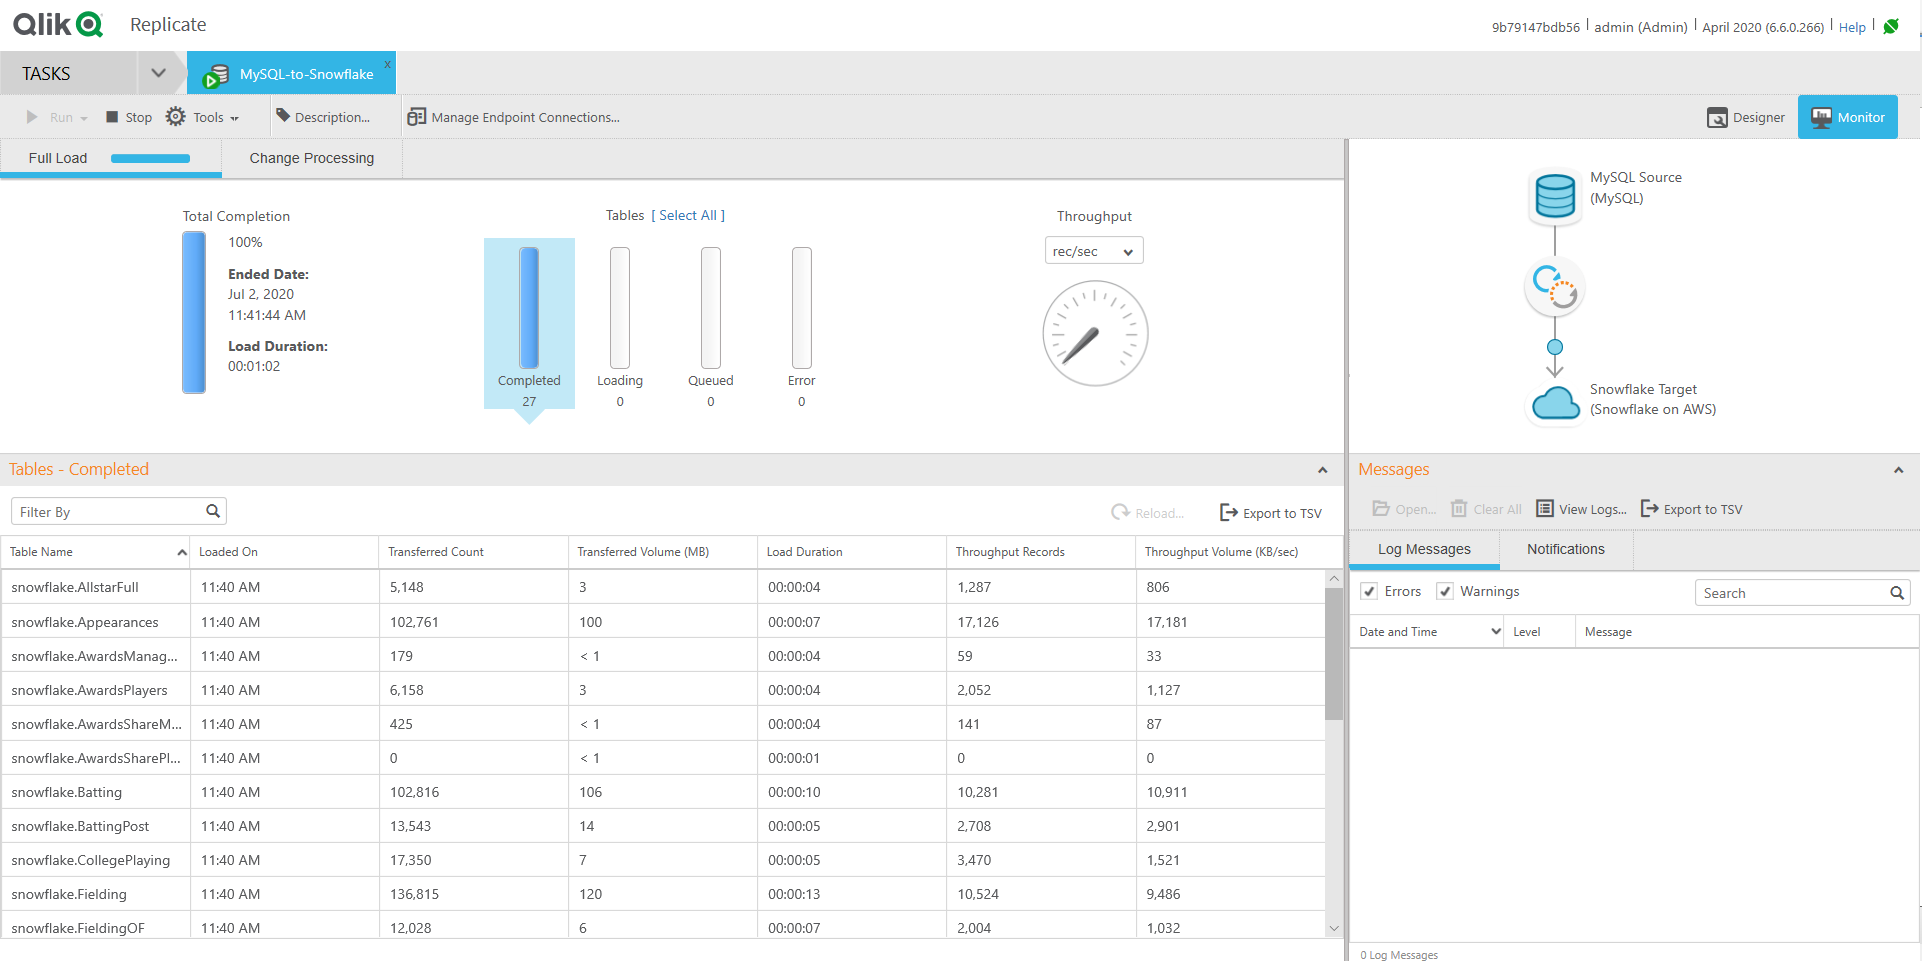 Qlik Replicate
9b79147bdb56 admin (Admin) April 2020 (6.6.0.266) Help
TASKS MySQL-to-Snowflake x
Run Stop Tools Description... Manage Endpoint Connections... Designer Monitor
Full Load Change Processing
Total Completion
100%
Ended Date:
Jul 2, 2020
11:41:44 AM
Load Duration:
00:01:02
Tables [ Select All ]
Completed Loading Queued Error
27 0 0 0
Throughput
rec/sec
MySQL Source
(MySQL)
Snowflake Target
(Snowflake on AWS)
Tables - Completed
Filter By Reload... Export to TSV
Table Name Loaded On Transferred Count Transferred Volume (MB) Load Duration Throughput Records Throughput Volume (KB/sec)
snowflake.AllstarFull 11:40 AM 5,148 3 00:00:04 1,287 806
snowflake.Appearances 11:40 AM 102,761 100 00:00:07 17,126 17,181
snowflake.AwardsManag... 11:40 AM 179 < 1 00:00:04 59 33
snowflake.AwardsPlayers 11:40 AM 6,158 3 00:00:04 2,052 1,127
snowflake.AwardsShareM... 11:40 AM 425 < 1 00:00:04 141 87
snowflake.AwardsSharePl... 11:40 AM 0 < 1 00:00:01 0 0
snowflake.Batting 11:40 AM 102,816 106 00:00:10 10,281 10,911
snowflake.BattingPost 11:40 AM 13,543 14 00:00:05 2,708 2,901
snowflake.CollegePlaying 11:40 AM 17,350 7 00:00:05 3,470 1,521
snowflake.Fielding 11:40 AM 136,815 120 00:00:13 10,524 9,486
snowflake.FieldingOF 11:40 AM 12,028 6 00:00:07 2,004 1,032
Messages
Open... Clear All View Logs... Export to TSV
Log Messages Notifications
Errors Warnings Search
Date and Time Level Message
0 Log Messages